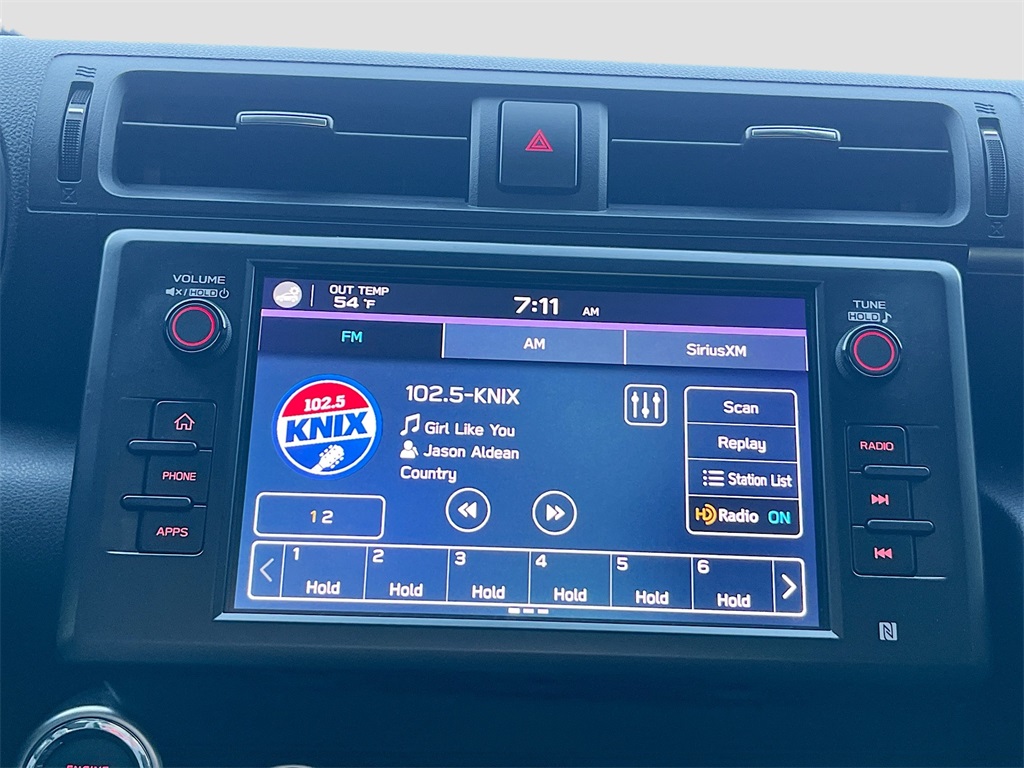 VOLUME
/ HOLD
OUT TEMP
54 °F
7:11 AM
TUNE
HOLD
FM
AM
SiriusXM
102.5
KNIX
102.5-KNIX
Girl Like You
Jason Aldean
Country
Scan
Replay
Station List
HD Radio ON
1 2
1
Hold
2
Hold
3
Hold
4
Hold
5
Hold
6
Hold
PHONE
APPS
RADIO
N
ENGINE